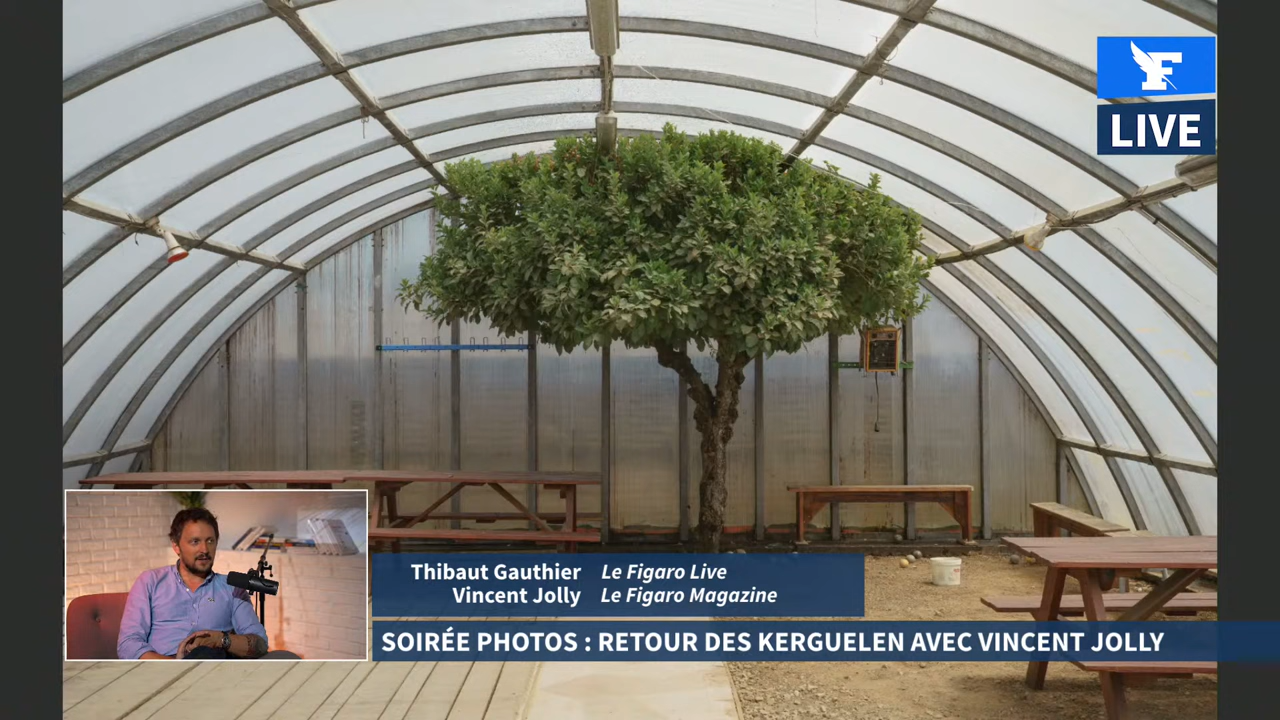 F
LIVE
Thibaut Gauthier Le Figaro Live
Vincent Jolly Le Figaro Magazine
SOIRÉE PHOTOS : RETOUR DES KERGUELEN AVEC VINCENT JOLLY